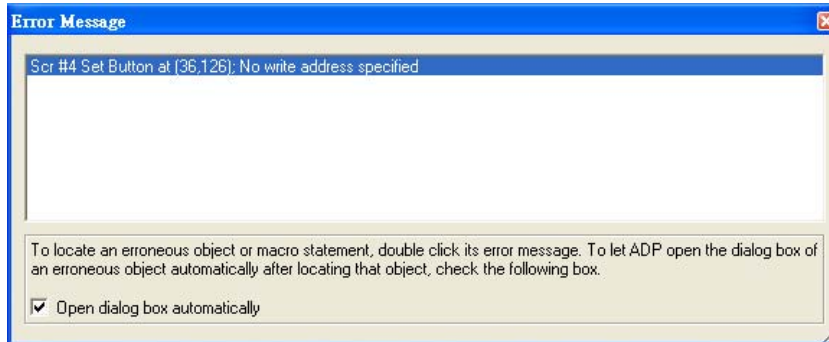 Error Message
Scr #4 Set Button at (36,126); No write address specified
To locate an erroneous object or macro statement, double click its error message. To let ADP open the dialog box of
an erroneous object automatically after locating that object, check the following box.
Open dialog box automatically